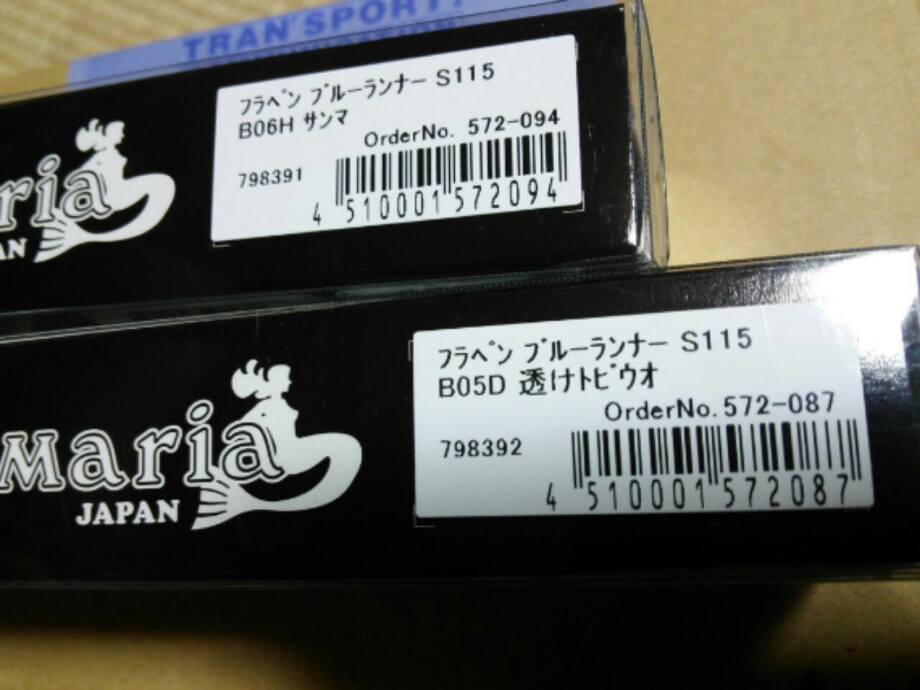 TRAN'SPORT
フラペン ブルーランナー S115
B06H サンマ
OrderNo. 572-094
798391
4 510001 572094
ria
AN
フラペン ブルーランナー S115
B05D 透けトビウオ
OrderNo. 572-087
798392
4 510001 572087
Maria
JAPAN